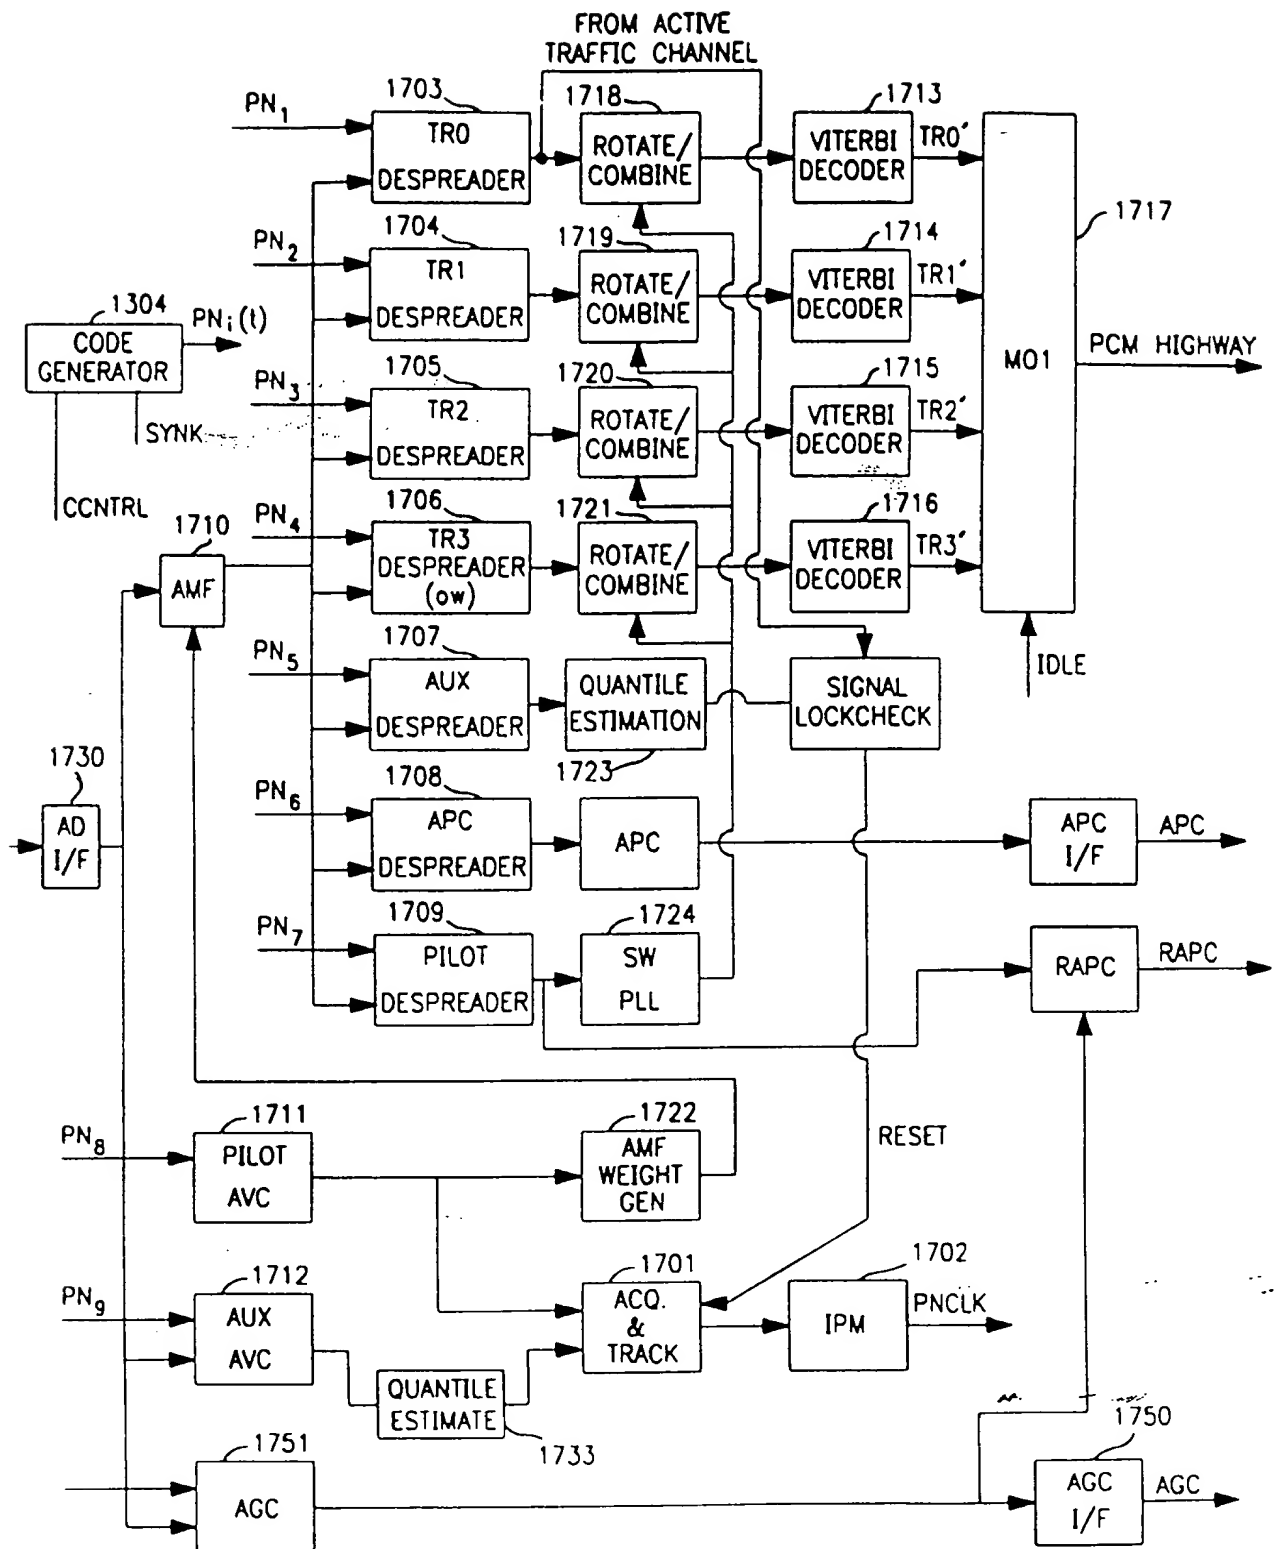 FROM ACTIVE
TRAFFIC CHANNEL
PN1
1703
TR0
DESPREADER
1718
ROTATE/
COMBINE
1713
VITERBI
DECODER
TR0'
PN2
1704
TR1
DESPREADER
1719
ROTATE/
COMBINE
1714
VITERBI
DECODER
TR1'
1717
M01
PCM HIGHWAY
1304
CODE
GENERATOR
PNi(t)
SYNK
CCNTRL
PN3
1705
TR2
DESPREADER
1720
ROTATE/
COMBINE
1715
VITERBI
DECODER
TR2'
PN4
1706
TR3
DESPREADER
(ow)
1721
ROTATE/
COMBINE
1716
VITERBI
DECODER
TR3'
1710
AMF
IDLE
PN5
1707
AUX
DESPREADER
QUANTILE
ESTIMATION
1723
SIGNAL
LOCKCHECK
1730
AD
I/F
PN6
1708
APC
DESPREADER
APC
APC
I/F
APC
PN7
1709
PILOT
DESPREADER
1724
SW
PLL
RAPC
RAPC
PN8
1711
PILOT
AVC
1722
AMF
WEIGHT
GEN
RESET
PN9
1712
AUX
AVC
QUANTILE
ESTIMATE
1733
1701
ACQ.
&
TRACK
1702
IPM
PNCLK
1751
AGC
1750
AGC
I/F
AGC